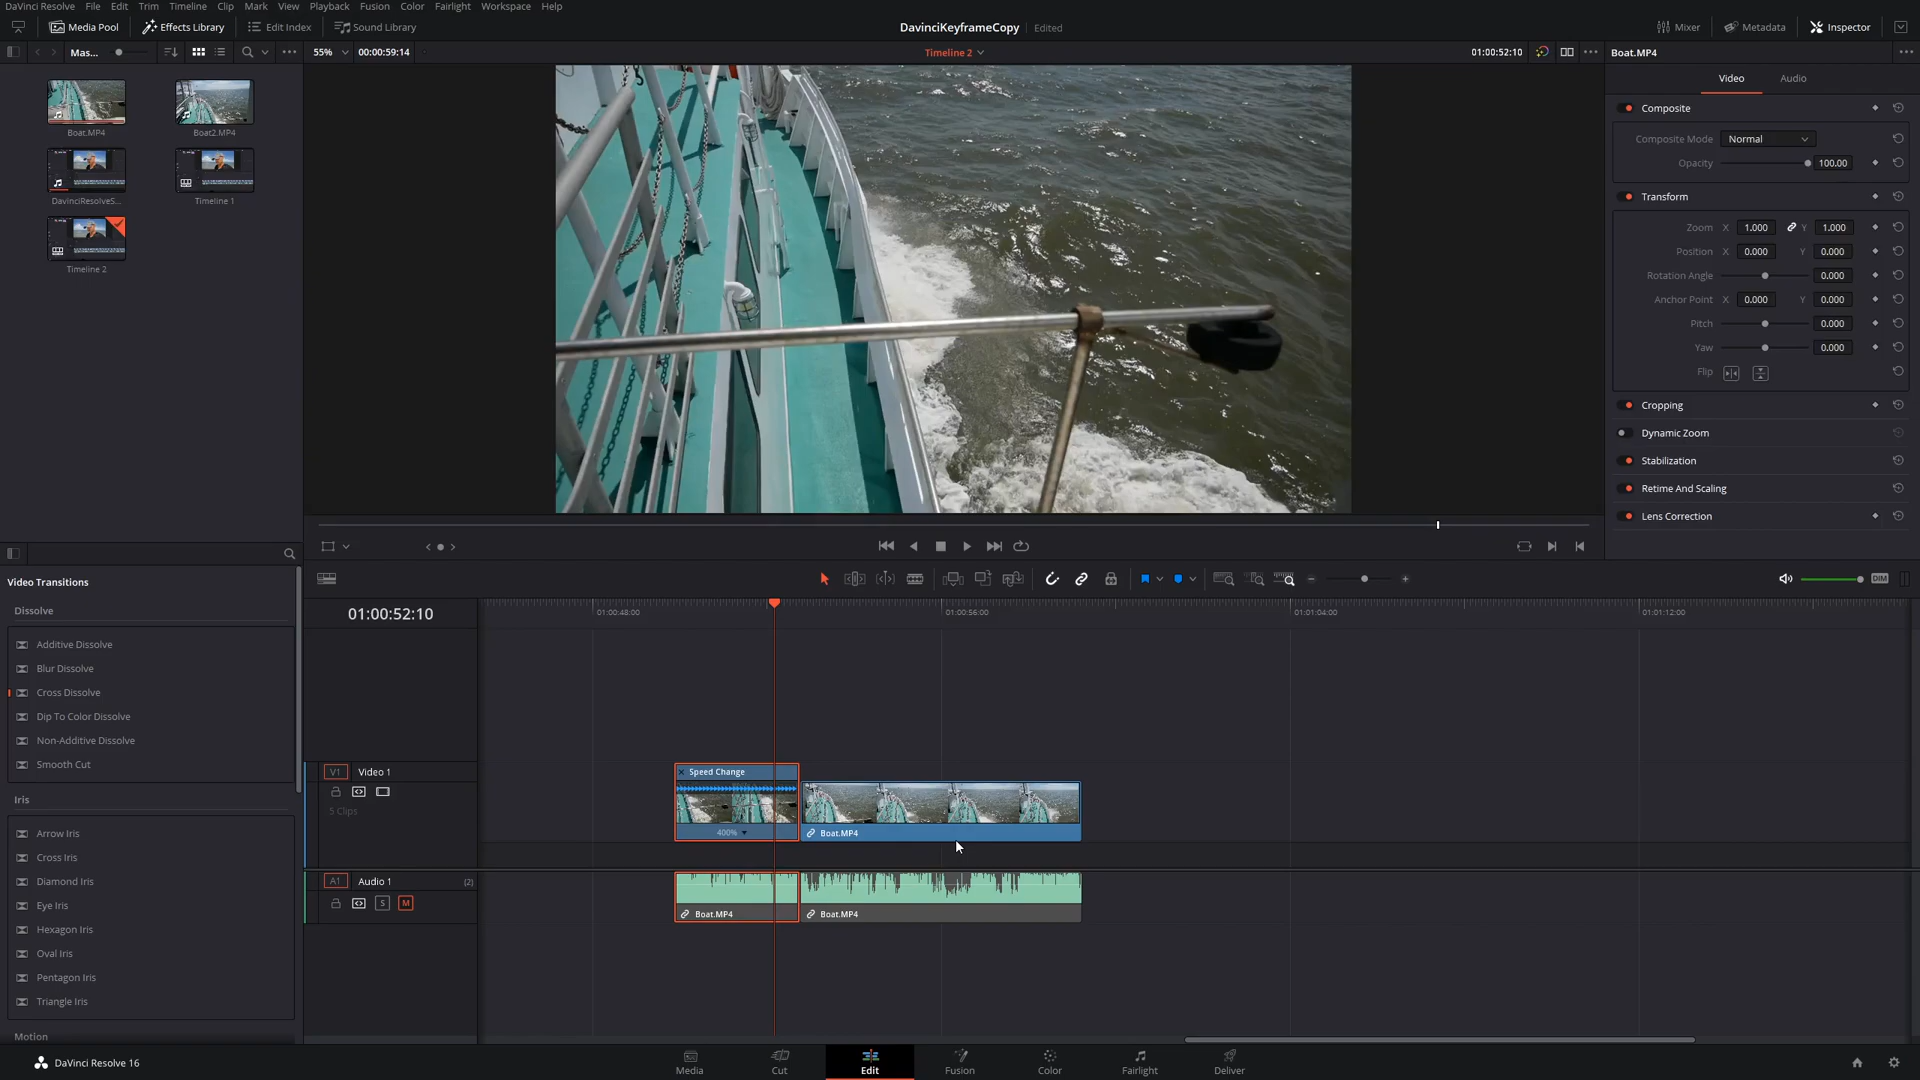 DaVinci Resolve File Edit Trim Timeline Clip Mark View Playback Fusion Color Fairlight Workspace Help
Media Pool Effects Library Edit Index Sound Library
DavinciKeyframeCopy Edited
Mixer Metadata Inspector
Mas...
55% 00:00:59:14
Timeline 2
01:00:52:10
Boat.MP4
Video Audio
Boat.MP4
Boat2.MP4
DavinciResolveS...
Timeline 1
Timeline 2
Composite
Composite Mode Normal
Opacity 100.00
Transform
Zoom X 1.000 Y 1.000
Position X 0.000 Y 0.000
Rotation Angle 0.000
Anchor Point X 0.000 Y 0.000
Pitch 0.000
Yaw 0.000
Flip
Cropping
Dynamic Zoom
Stabilization
Retime And Scaling
Lens Correction
Video Transitions
Dissolve
Additive Dissolve
Blur Dissolve
Cross Dissolve
Dip To Color Dissolve
Non-Additive Dissolve
Smooth Cut
Iris
Arrow Iris
Cross Iris
Diamond Iris
Eye Iris
Hexagon Iris
Oval Iris
Pentagon Iris
Triangle Iris
Motion
DIM
01:00:52:10
01:00:48:00 01:00:56:00 01:01:04:00 01:01:12:00
V1 Video 1
5 Clips
Speed Change
400%
Boat.MP4
A1 Audio 1 (2)
S M
Boat.MP4 Boat.MP4
DaVinci Resolve 16
Media Cut Edit Fusion Color Fairlight Deliver